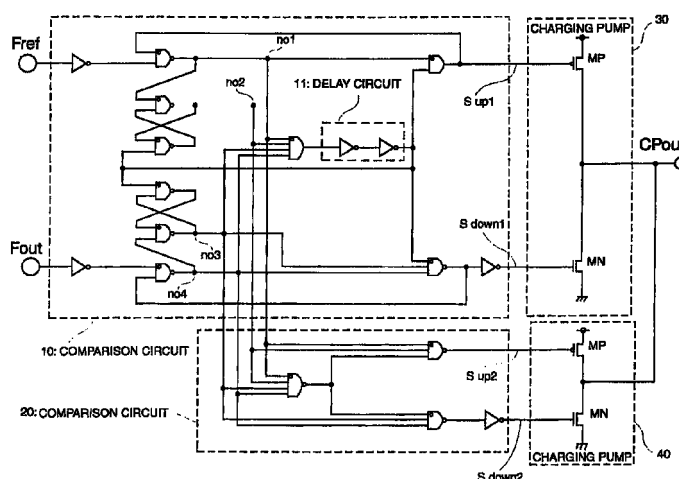 CHARGING PUMP
30
Fref
no1
MP
no2
11: DELAY CIRCUIT
S up1
CPou
S down1
no3
Fout
MN
no4
10: COMPARISON CIRCUIT
MP
S up2
20: COMPARISON CIRCUIT
MN
CHARGING PUMP
40
S down2